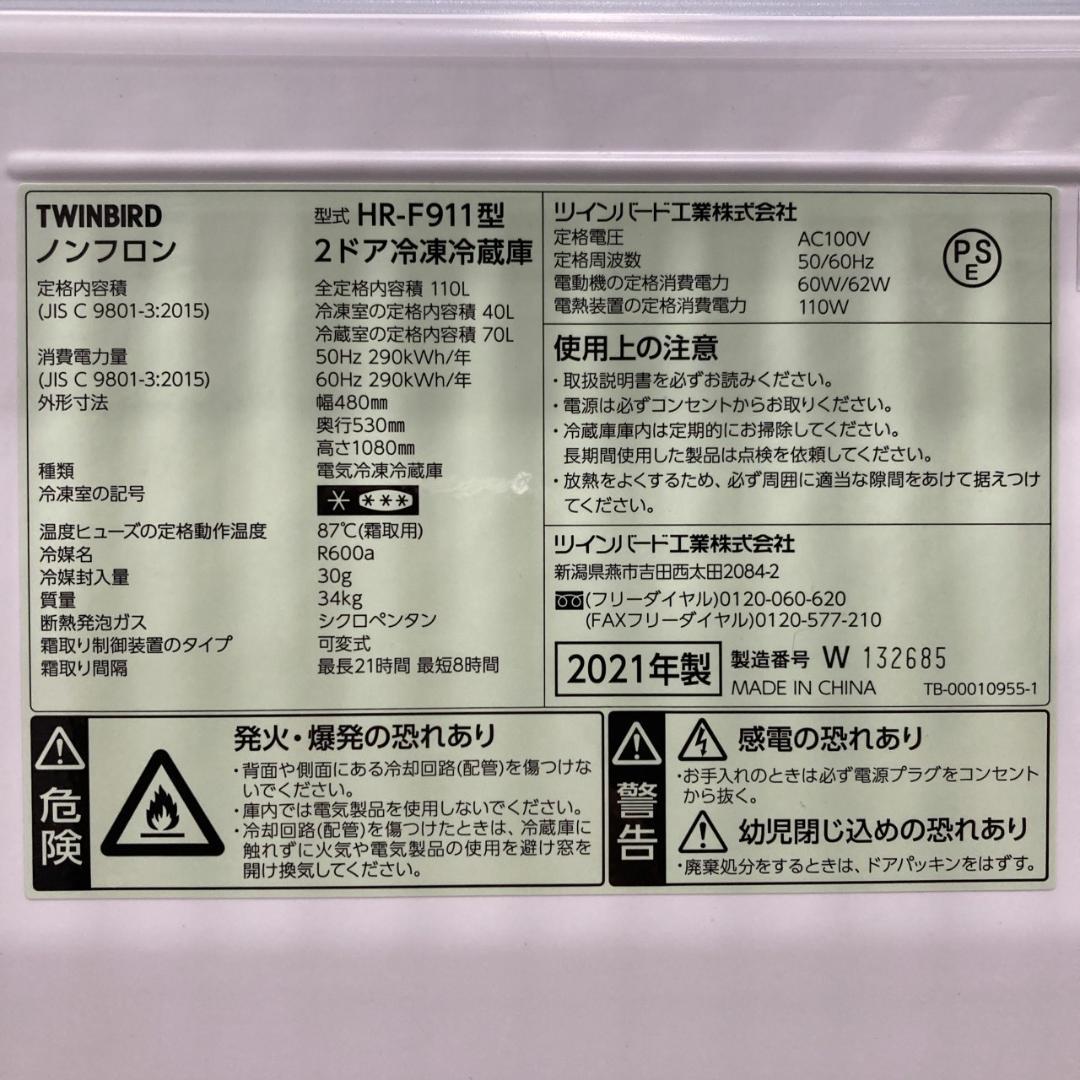 TWINBIRD
ノンフロン
型式 HR-F911型
2ドア冷凍冷蔵庫
定格内容積 全定格内容積 110L
(JIS C 9801-3:2015) 冷凍室の定格内容積 40L
冷蔵室の定格内容積 70L
消費電力量 50Hz 290kWh/年
(JIS C 9801-3:2015) 60Hz 290kWh/年
外形寸法 幅480㎜
奥行530㎜
高さ1080㎜
種類 電気冷凍冷蔵庫
冷凍室の記号
温度ヒューズの定格動作温度 87℃(霜取用)
冷媒名 R600a
冷媒封入量 30g
質量 34kg
断熱発泡ガス シクロペンタン
霜取り制御装置のタイプ 可変式
霜取り間隔 最長21時間 最短8時間
ツインバード工業株式会社
定格電圧 AC100V
定格周波数 50/60Hz
電動機の定格消費電力 60W/62W
電熱装置の定格消費電力 110W
PS
E
使用上の注意
・取扱説明書を必ずお読みください。
・電源は必ずコンセントからお取りください。
・冷蔵庫庫内は定期的にお掃除してください。
長期間使用した製品は点検を依頼してください。
・放熱をよくするため、必ず周囲に適当な隙間をあけて据えつけ
てください。
ツインバード工業株式会社
新潟県燕市吉田西太田2084-2
(フリーダイヤル)0120-060-620
(FAXフリーダイヤル)0120-577-210
2021年製
製造番号 W 132685
MADE IN CHINA TB-00010955-1
危険
発火・爆発の恐れあり
・背面や側面にある冷却回路(配管)を傷つけな
いでください。
・庫内では電気製品を使用しないでください。
・冷却回路(配管)を傷つけたときは、冷蔵庫に
触れずに火気や電気製品の使用を避け窓を
開け換気してください。
警告
感電の恐れあり
・お手入れのときは必ず電源プラグをコンセント
から抜く。
幼児閉じ込めの恐れあり
・廃棄処分をするときは、ドアパッキンをはずす。